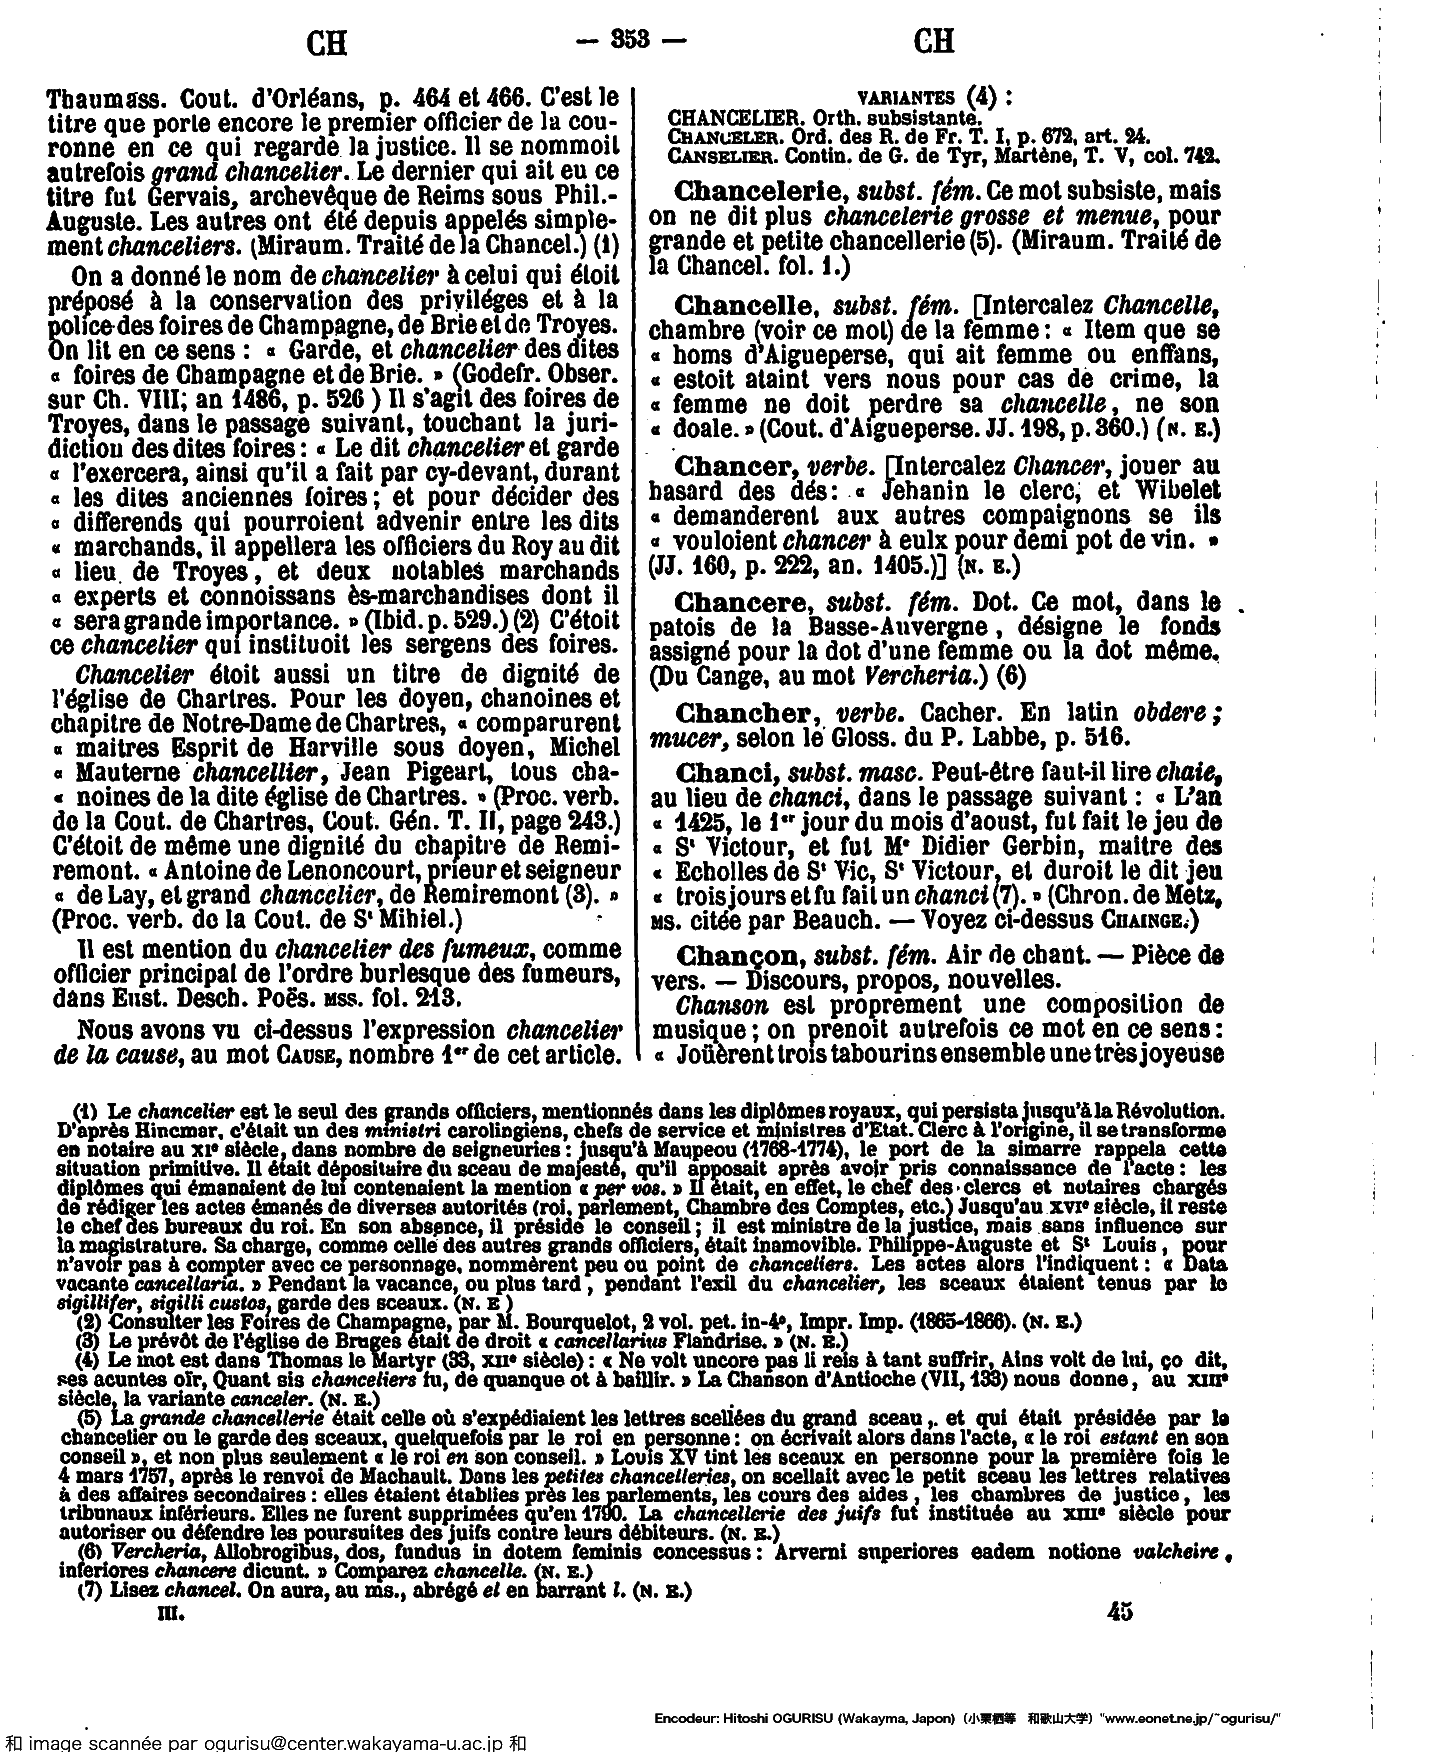 CH — 353 — CH
Thaumass. Cout. d'Orléans, p. 464 et 466. C'est le
titre que porte encore le premier officier de la cou-
ronne en ce qui regarde la justice. Il se nommoit
autrefois grand chancelier. Le dernier qui ait eu ce
titre fut Gervais, archevêque de Reims sous Phil.-
Auguste. Les autres ont été depuis appelés simple-
ment chanceliers. (Miraum. Traité de la Chancel.) (1)
On a donné le nom de chancelier à celui qui étoit
préposé à la conservation des priviléges et à la
police des foires de Champagne, de Brie et de Troyes.
On lit en ce sens : « Garde, et chancelier des dites
« foires de Champagne et de Brie. » (Godefr. Obser.
sur Ch. VIII; an 1486, p. 526 ) Il s'agit des foires de
Troyes, dans le passage suivant, touchant la juri-
diction des dites foires : « Le dit chancelier et garde
« l'exercera, ainsi qu'il a fait par cy-devant, durant
« les dites anciennes foires ; et pour décider des
« differends qui pourroient advenir entre les dits
« marchands, il appellera les officiers du Roy au dit
« lieu de Troyes, et deux notables marchands
« experts et connoissans ès-marchandises dont il
« sera grande importance. » (Ibid. p. 529.) (2) C'étoit
ce chancelier qui instituoit les sergens des foires.
Chancelier étoit aussi un titre de dignité de
l'église de Chartres. Pour les doyen, chanoines et
chapitre de Notre-Dame de Chartres, « comparurent
« maitres Esprit de Harville sous doyen, Michel
« Mauterne chancellier, Jean Pigeart, tous cha-
« noines de la dite église de Chartres. » (Proc. verb.
de la Cout. de Chartres, Cout. Gén. T. II, page 243.)
C'étoit de même une dignité du chapitre de Remi-
remont. « Antoine de Lenoncourt, prieur et seigneur
« de Lay, et grand chancelier, de Remiremont (3). »
(Proc. verb. de la Cout. de St Mihiel.)
Il est mention du chancelier des fumeux, comme
officier principal de l'ordre burlesque des fumeurs,
dans Eust. Desch. Poës. MSS. fol. 213.
Nous avons vu ci-dessus l'expression chancelier
de la cause, au mot CAUSE, nombre 1er de cet article.
VARIANTES (4) :
CHANCELIER. Orth. subsistante.
CHANCELER. Ord. des R. de Fr. T. I, p. 672, art. 24.
CANSELIER. Contin. de G. de Tyr, Martène, T. V, col. 742.
Chancelerie, subst. fém. Ce mot subsiste, mais
on ne dit plus chancelerie grosse et menue, pour
grande et petite chancellerie (5). (Miraum. Traité de
la Chancel. fol. 1.)
Chancelle, subst. fém. [Intercalez Chancelle,
chambre (voir ce mot) de la femme : « Item que se
« homs d'Aigueperse, qui ait femme ou enffans,
« estoit ataint vers nous pour cas de crime, la
« femme ne doit perdre sa chancelle, ne son
« doale. » (Cout. d'Aigueperse. JJ. 198, p. 360.) (N. E.)
Chancer, verbe. [Intercalez Chancer, jouer au
hasard des dés : « Jehanin le clerc, et Wibelet
« demanderent aux autres compaignons se ils
« vouloient chancer à eulx pour demi pot de vin. »
(JJ. 160, p. 222, an. 1405.)] (N. E.)
Chancere, subst. fém. Dot. Ce mot, dans le
patois de la Basse-Auvergne, désigne le fonds
assigné pour la dot d'une femme ou la dot même.
(Du Cange, au mot Vercheria.) (6)
Chancher, verbe. Cacher. En latin obdere ;
mucer, selon le Gloss. du P. Labbe, p. 516.
Chanci, subst. masc. Peut-être faut-il lire chaie,
au lieu de chanci, dans le passage suivant : « L'an
« 1425, le 1er jour du mois d'aoust, fut fait le jeu de
« St Victour, et fut Me Didier Gerbin, maitre des
« Echolles de St Vic, St Victour, et duroit le dit jeu
« trois jours et fu fait un chanci (7). » (Chron. de Metz,
MS. citée par Beauch. — Voyez ci-dessus CHAINGE.)
Chançon, subst. fém. Air de chant. — Pièce de
vers. — Discours, propos, nouvelles.
Chanson est proprement une composition de
musique ; on prenoit autrefois ce mot en ce sens :
« Joüèrent trois tabourins ensemble une très joyeuse
(1) Le chancelier est le seul des grands officiers, mentionnés dans les diplômes royaux, qui persista jusqu'à la Révolution.
D'après Hincmar, c'était un des ministri carolingiens, chefs de service et ministres d'Etat. Clerc à l'origine, il se transforme
en notaire au XIe siècle, dans nombre de seigneuries : jusqu'à Maupeou (1768-1774), le port de la simarre rappela cette
situation primitive. Il était dépositaire du sceau de majesté, qu'il apposait après avoir pris connaissance de l'acte : les
diplômes qui émanaient de lui contenaient la mention « per vos. » Il était, en effet, le chef des clercs et notaires chargés
de rédiger les actes émanés de diverses autorités (roi, parlement, Chambre des Comptes, etc.) Jusqu'au XVIe siècle, il reste
le chef des bureaux du roi. En son absence, il préside le conseil ; il est ministre de la justice, mais sans influence sur
la magistrature. Sa charge, comme celle des autres grands officiers, était inamovible. Philippe-Auguste et St Louis, pour
n'avoir pas à compter avec ce personnage, nommèrent peu ou point de chanceliers. Les actes alors l'indiquent : « Data
vacante cancellaria. » Pendant la vacance, ou plus tard, pendant l'exil du chancelier, les sceaux étaient tenus par le
sigillifer, sigilli custos, garde des sceaux. (N. E )
(2) Consulter les Foires de Champagne, par M. Bourquelot, 2 vol. pet. in-4°, Impr. Imp. (1865-1866). (N. E.)
(3) Le prévôt de l'église de Bruges était de droit « cancellarius Flandrise. » (N. E.)
(4) Le mot est dans Thomas le Martyr (33, XIIe siècle) : « Ne volt uncore pas li reis à tant suffrir, Ains volt de lui, ço dit,
ses acuntes oïr, Quant sis chanceliers fu, de quanque ot à baillir. » La Chanson d'Antioche (VII, 133) nous donne, au XIIIe
siècle, la variante canceler. (N. E.)
(5) La grande chancellerie était celle où s'expédiaient les lettres scellées du grand sceau, et qui était présidée par le
chancelier ou le garde des sceaux, quelquefois par le roi en personne : on écrivait alors dans l'acte, « le roi estant en son
conseil », et non plus seulement « le roi en son conseil. » Louis XV tint les sceaux en personne pour la première fois le
4 mars 1757, après le renvoi de Machault. Dans les petites chancelleries, on scellait avec le petit sceau les lettres relatives
à des affaires secondaires : elles étaient établies près les parlements, les cours des aides, les chambres de justice, les
tribunaux inférieurs. Elles ne furent supprimées qu'en 1790. La chancellerie des juifs fut instituée au XIIIe siècle pour
autoriser ou défendre les poursuites des juifs contre leurs débiteurs. (N. E.)
(6) Vercheria, Allobrogibus, dos, fundus in dotem feminis concessus : Arverni superiores eadem notione valcheire,
inferiores chancere dicunt. » Comparez chancelle. (N. E.)
(7) Lisez chancel. On aura, au ms., abrégé el en barrant l. (N. E.)
III. 45
Encodeur: Hitoshi OGURISU (Wakayma, Japon) (小栗栖等 和歌山大学) "www.eonet.ne.jp/~ogurisu/"
和 image scannée par ogurisu@center.wakayama-u.ac.jp 和